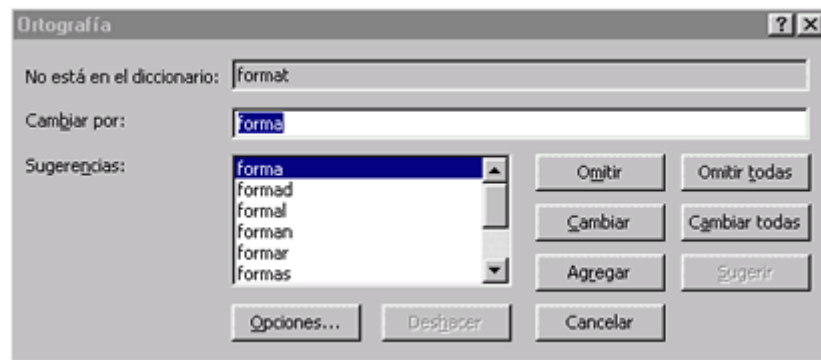 Ortografía
No está en el diccionario: format
Cambiar por: forma
Sugerencias:
forma
formad
formal
forman
formar
formas
Omitir Omitir todas
Cambiar Cambiar todas
Agregar Sugerir
Opciones... Deshacer Cancelar